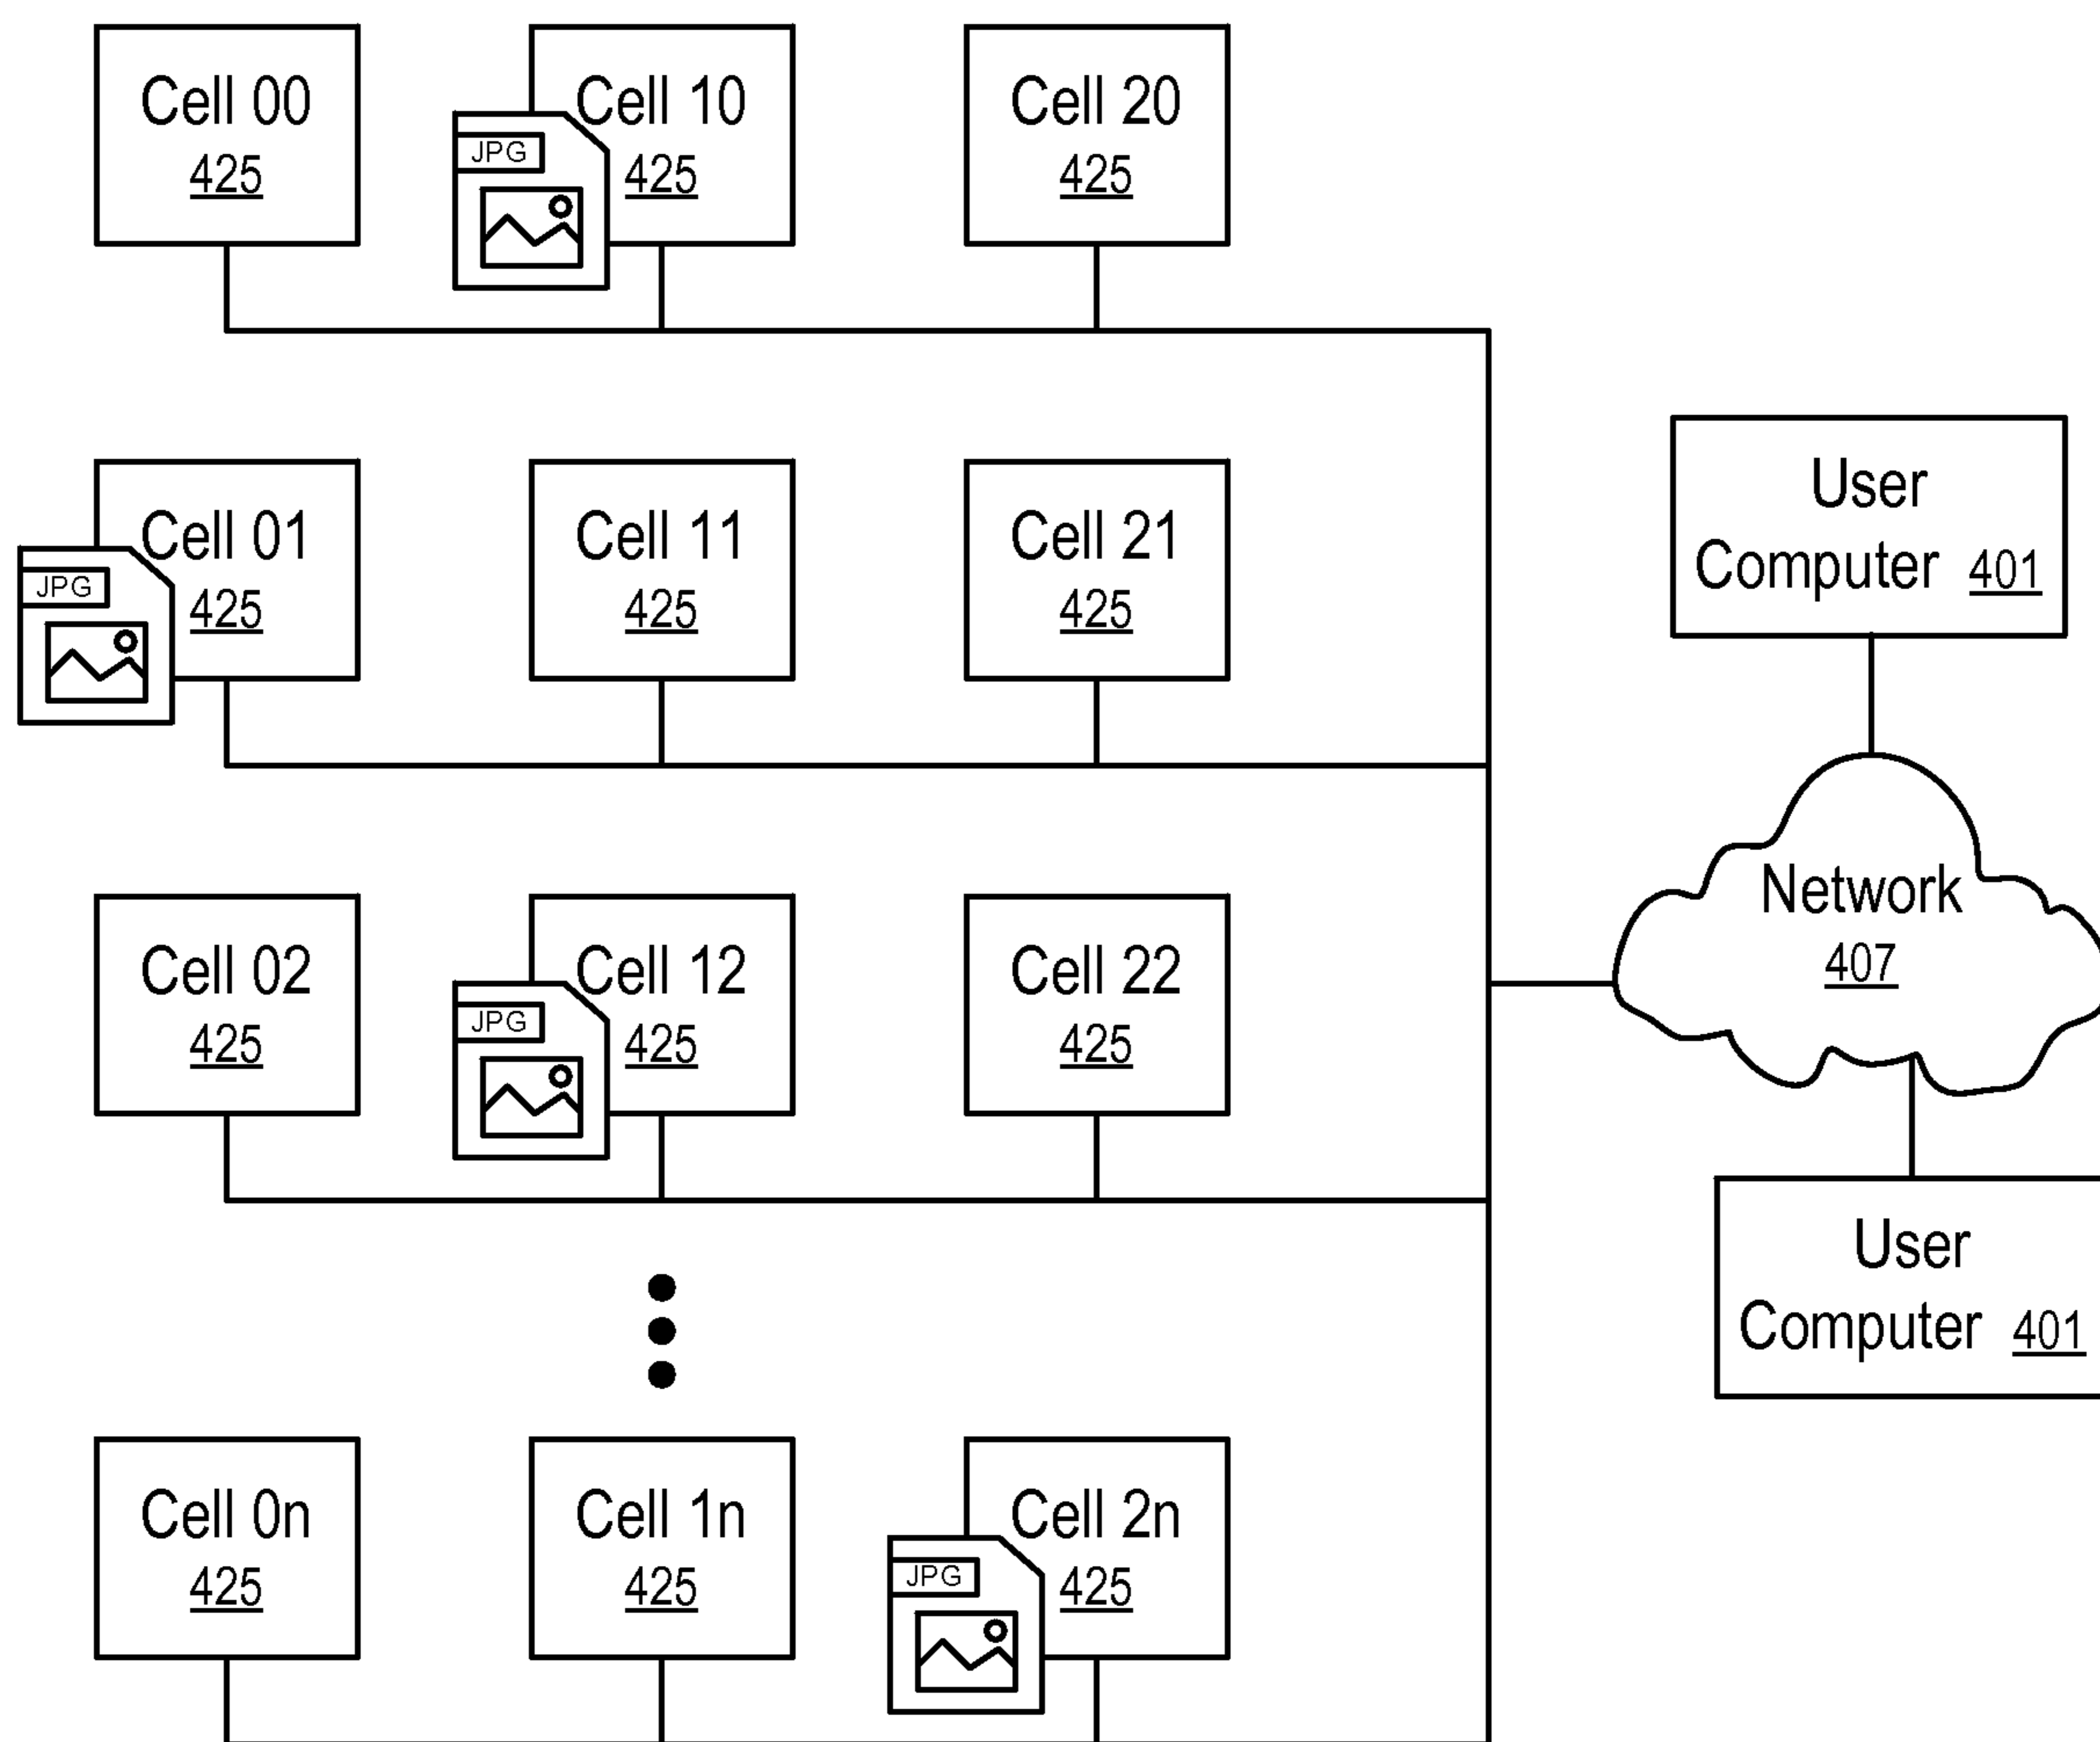 Cell 00
425
Cell 10
JPG
425
Cell 20
425
Cell 01
JPG
425
Cell 11
425
Cell 21
425
User
Computer 401
Cell 02
425
Cell 12
JPG
425
Cell 22
425
Network
407
User
Computer 401
Cell 0n
425
Cell 1n
425
Cell 2n
JPG
425